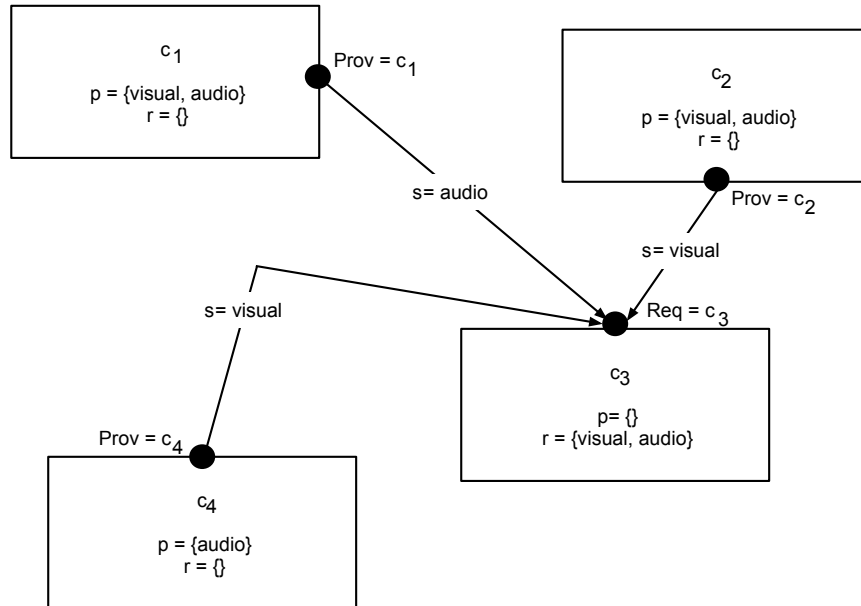 c1
p = {visual, audio}
r = {}
Prov = c1
c2
p = {visual, audio}
r = {}
Prov = c2
s= audio
s= visual
s= visual
Req = c3
c3
p= {}
r = {visual, audio}
Prov = c4
c4
p = {audio}
r = {}